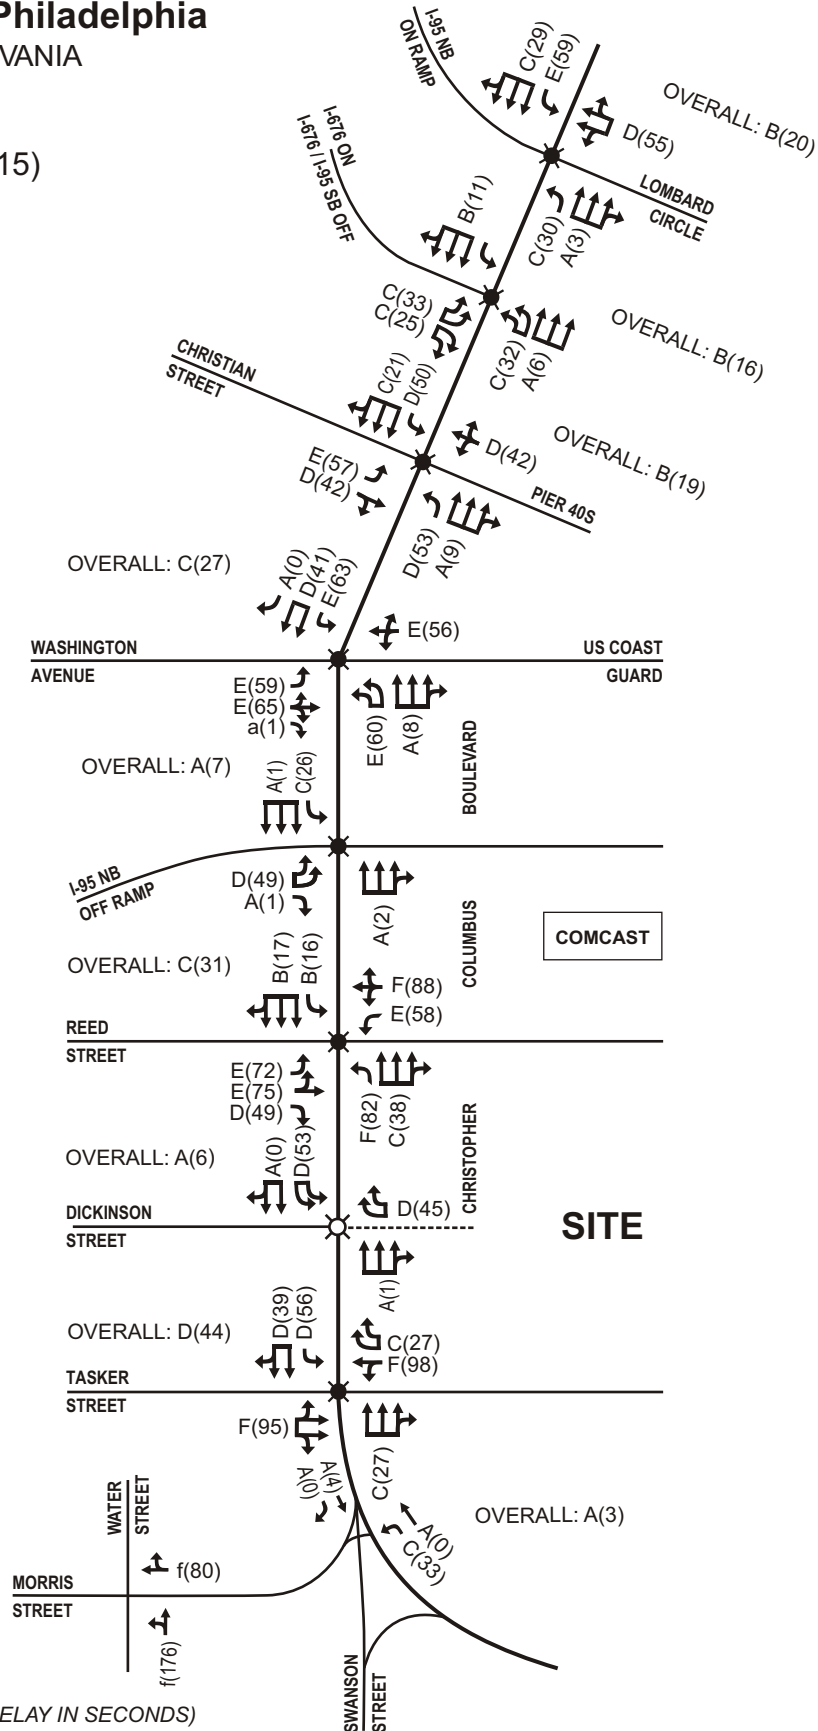 Philadelphia
VANIA
15)
I-95 NB
ON RAMP
C(29)
E(59)
OVERALL: B(20)
D(55)
LOMBARD
CIRCLE
C(30)
A(3)
I-676 ON
I-676 / I-95 SB OFF
B(11)
C(33)
C(25)
C(32)
A(6)
OVERALL: B(16)
CHRISTIAN
STREET
C(21)
D(50)
D(42)
OVERALL: B(19)
E(57)
D(42)
PIER 40S
D(53)
A(9)
OVERALL: C(27)
A(0)
D(41)
E(63)
E(56)
WASHINGTON
AVENUE
US COAST
GUARD
E(59)
E(65)
a(1)
E(60)
A(8)
BOULEVARD
OVERALL: A(7)
A(1)
C(26)
I-95 NB
OFF RAMP
D(49)
A(1)
A(2)
COLUMBUS
COMCAST
OVERALL: C(31)
B(17)
B(16)
F(88)
E(58)
REED
STREET
E(72)
E(75)
D(49)
F(82)
C(38)
CHRISTOPHER
OVERALL: A(6)
A(0)
D(53)
D(45)
DICKINSON
STREET
SITE
A(1)
OVERALL: D(44)
D(39)
D(56)
C(27)
F(98)
TASKER
STREET
F(95)
C(27)
A(0)
A(4)
OVERALL: A(3)
A(0)
C(33)
WATER
STREET
f(80)
MORRIS
STREET
f(176)
SWANSON
STREET
ELAY IN SECONDS)